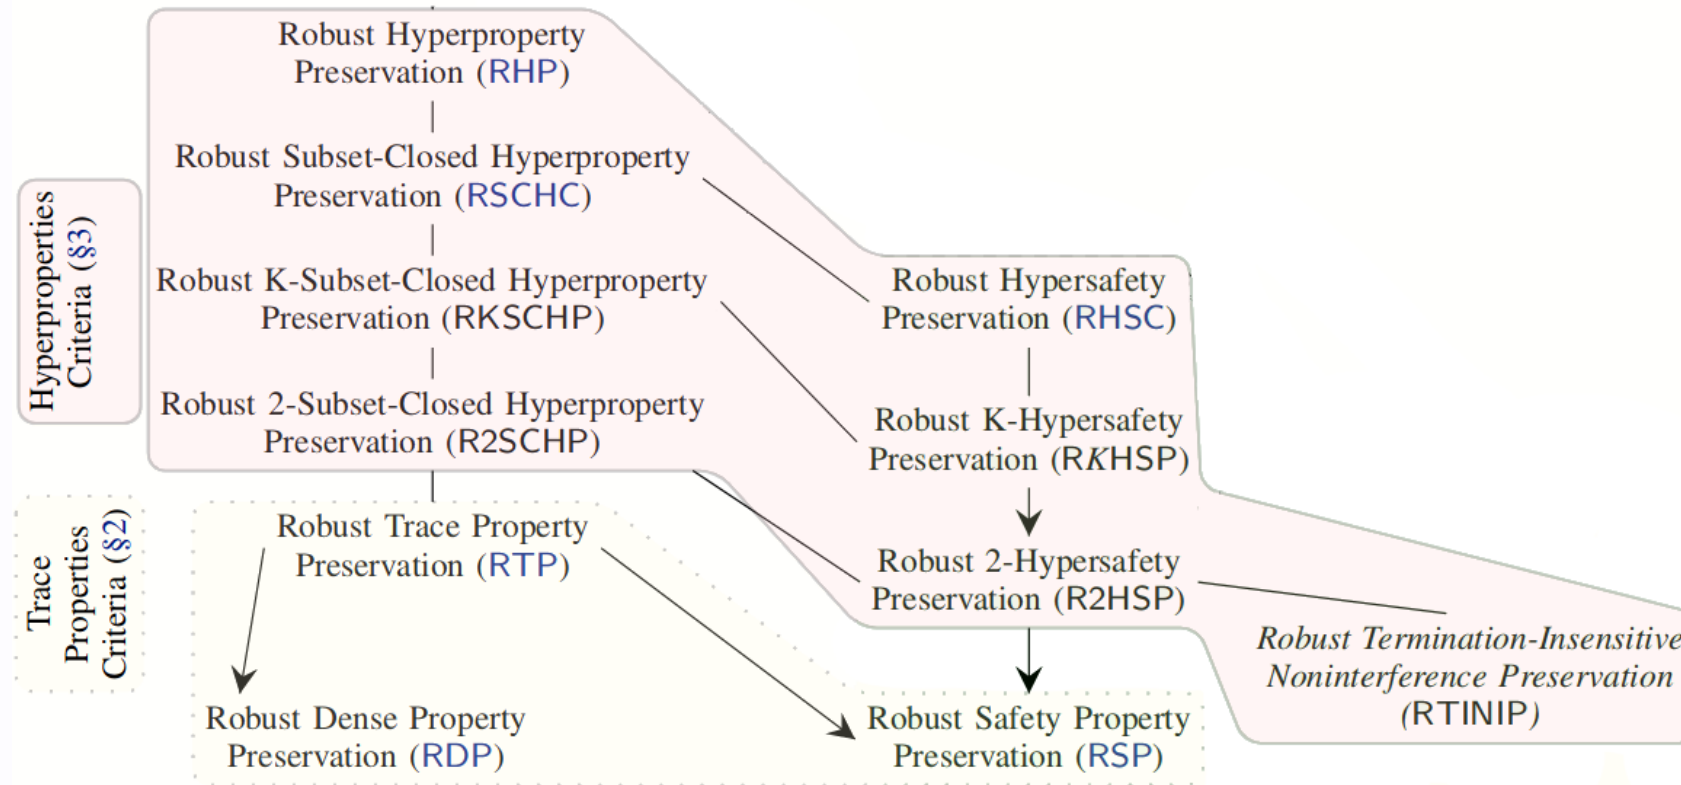 Robust Hyperproperty
Preservation (RHP)
Robust Subset-Closed Hyperproperty
Preservation (RSCHC)
Robust K-Subset-Closed Hyperproperty
Preservation (RKSCHP)
Robust 2-Subset-Closed Hyperproperty
Preservation (R2SCHP)
Hyperproperties
Criteria (§3)
Robust Hypersafety
Preservation (RHSC)
Robust K-Hypersafety
Preservation (RKHSP)
Robust 2-Hypersafety
Preservation (R2HSP)
Robust Termination-Insensitive
Noninterference Preservation
(RTINIP)
Trace
Properties
Criteria (§2)
Robust Trace Property
Preservation (RTP)
Robust Dense Property
Preservation (RDP)
Robust Safety Property
Preservation (RSP)